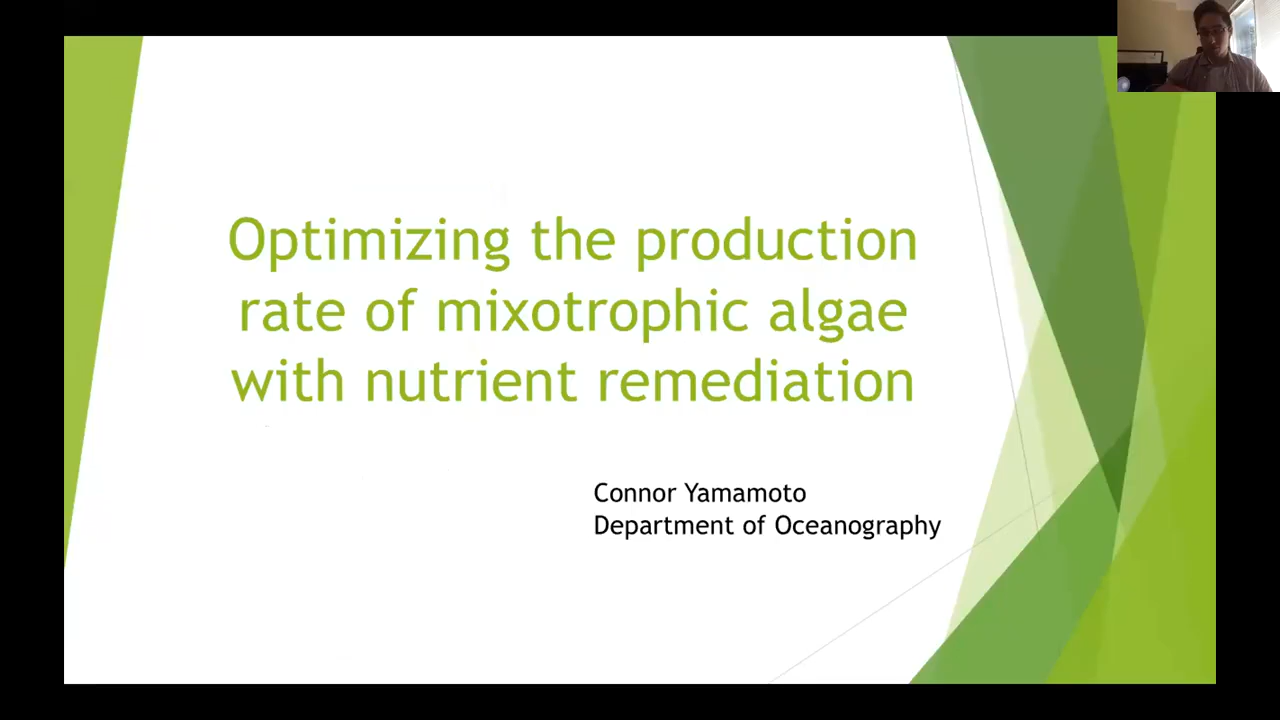 Optimizing the production
rate of mixotrophic algae
with nutrient remediation
Connor Yamamoto
Department of Oceanography